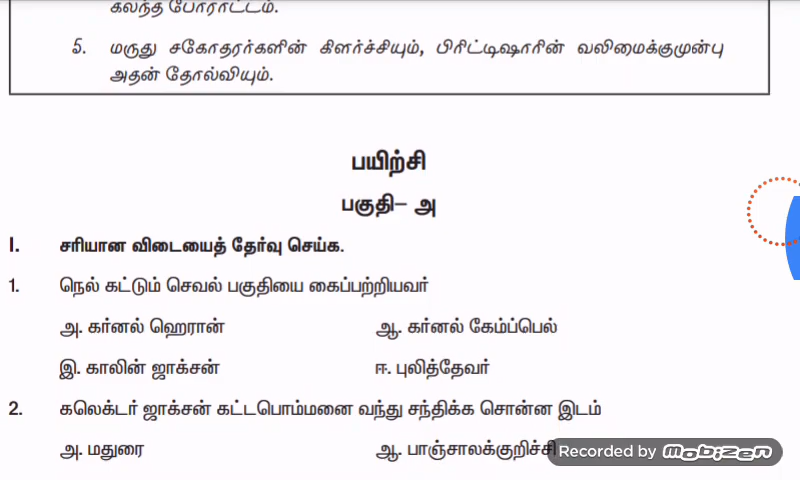 கலந்த போராட்டம்.
5. மருது சகோதரர்களின் கிளர்ச்சியும், பிரிட்டிஷாரின் வலிமைக்குமுன்பு
அதன் தோல்வியும்.
பயிற்சி
பகுதி– அ
I. சரியான விடையைத் தேர்வு செய்க.
1. நெல் கட்டும் செவல் பகுதியை கைப்பற்றியவர்
அ. கர்னல் ஹெரான் ஆ. கர்னல் கேம்ப்பெல்
இ. காலின் ஜாக்சன் ஈ. புலித்தேவர்
2. கலெக்டர் ஜாக்சன் கட்டபொம்மனை வந்து சந்திக்க சொன்ன இடம்
அ. மதுரை ஆ. பாஞ்சாலக்குறிச்சி
Recorded by mobizen